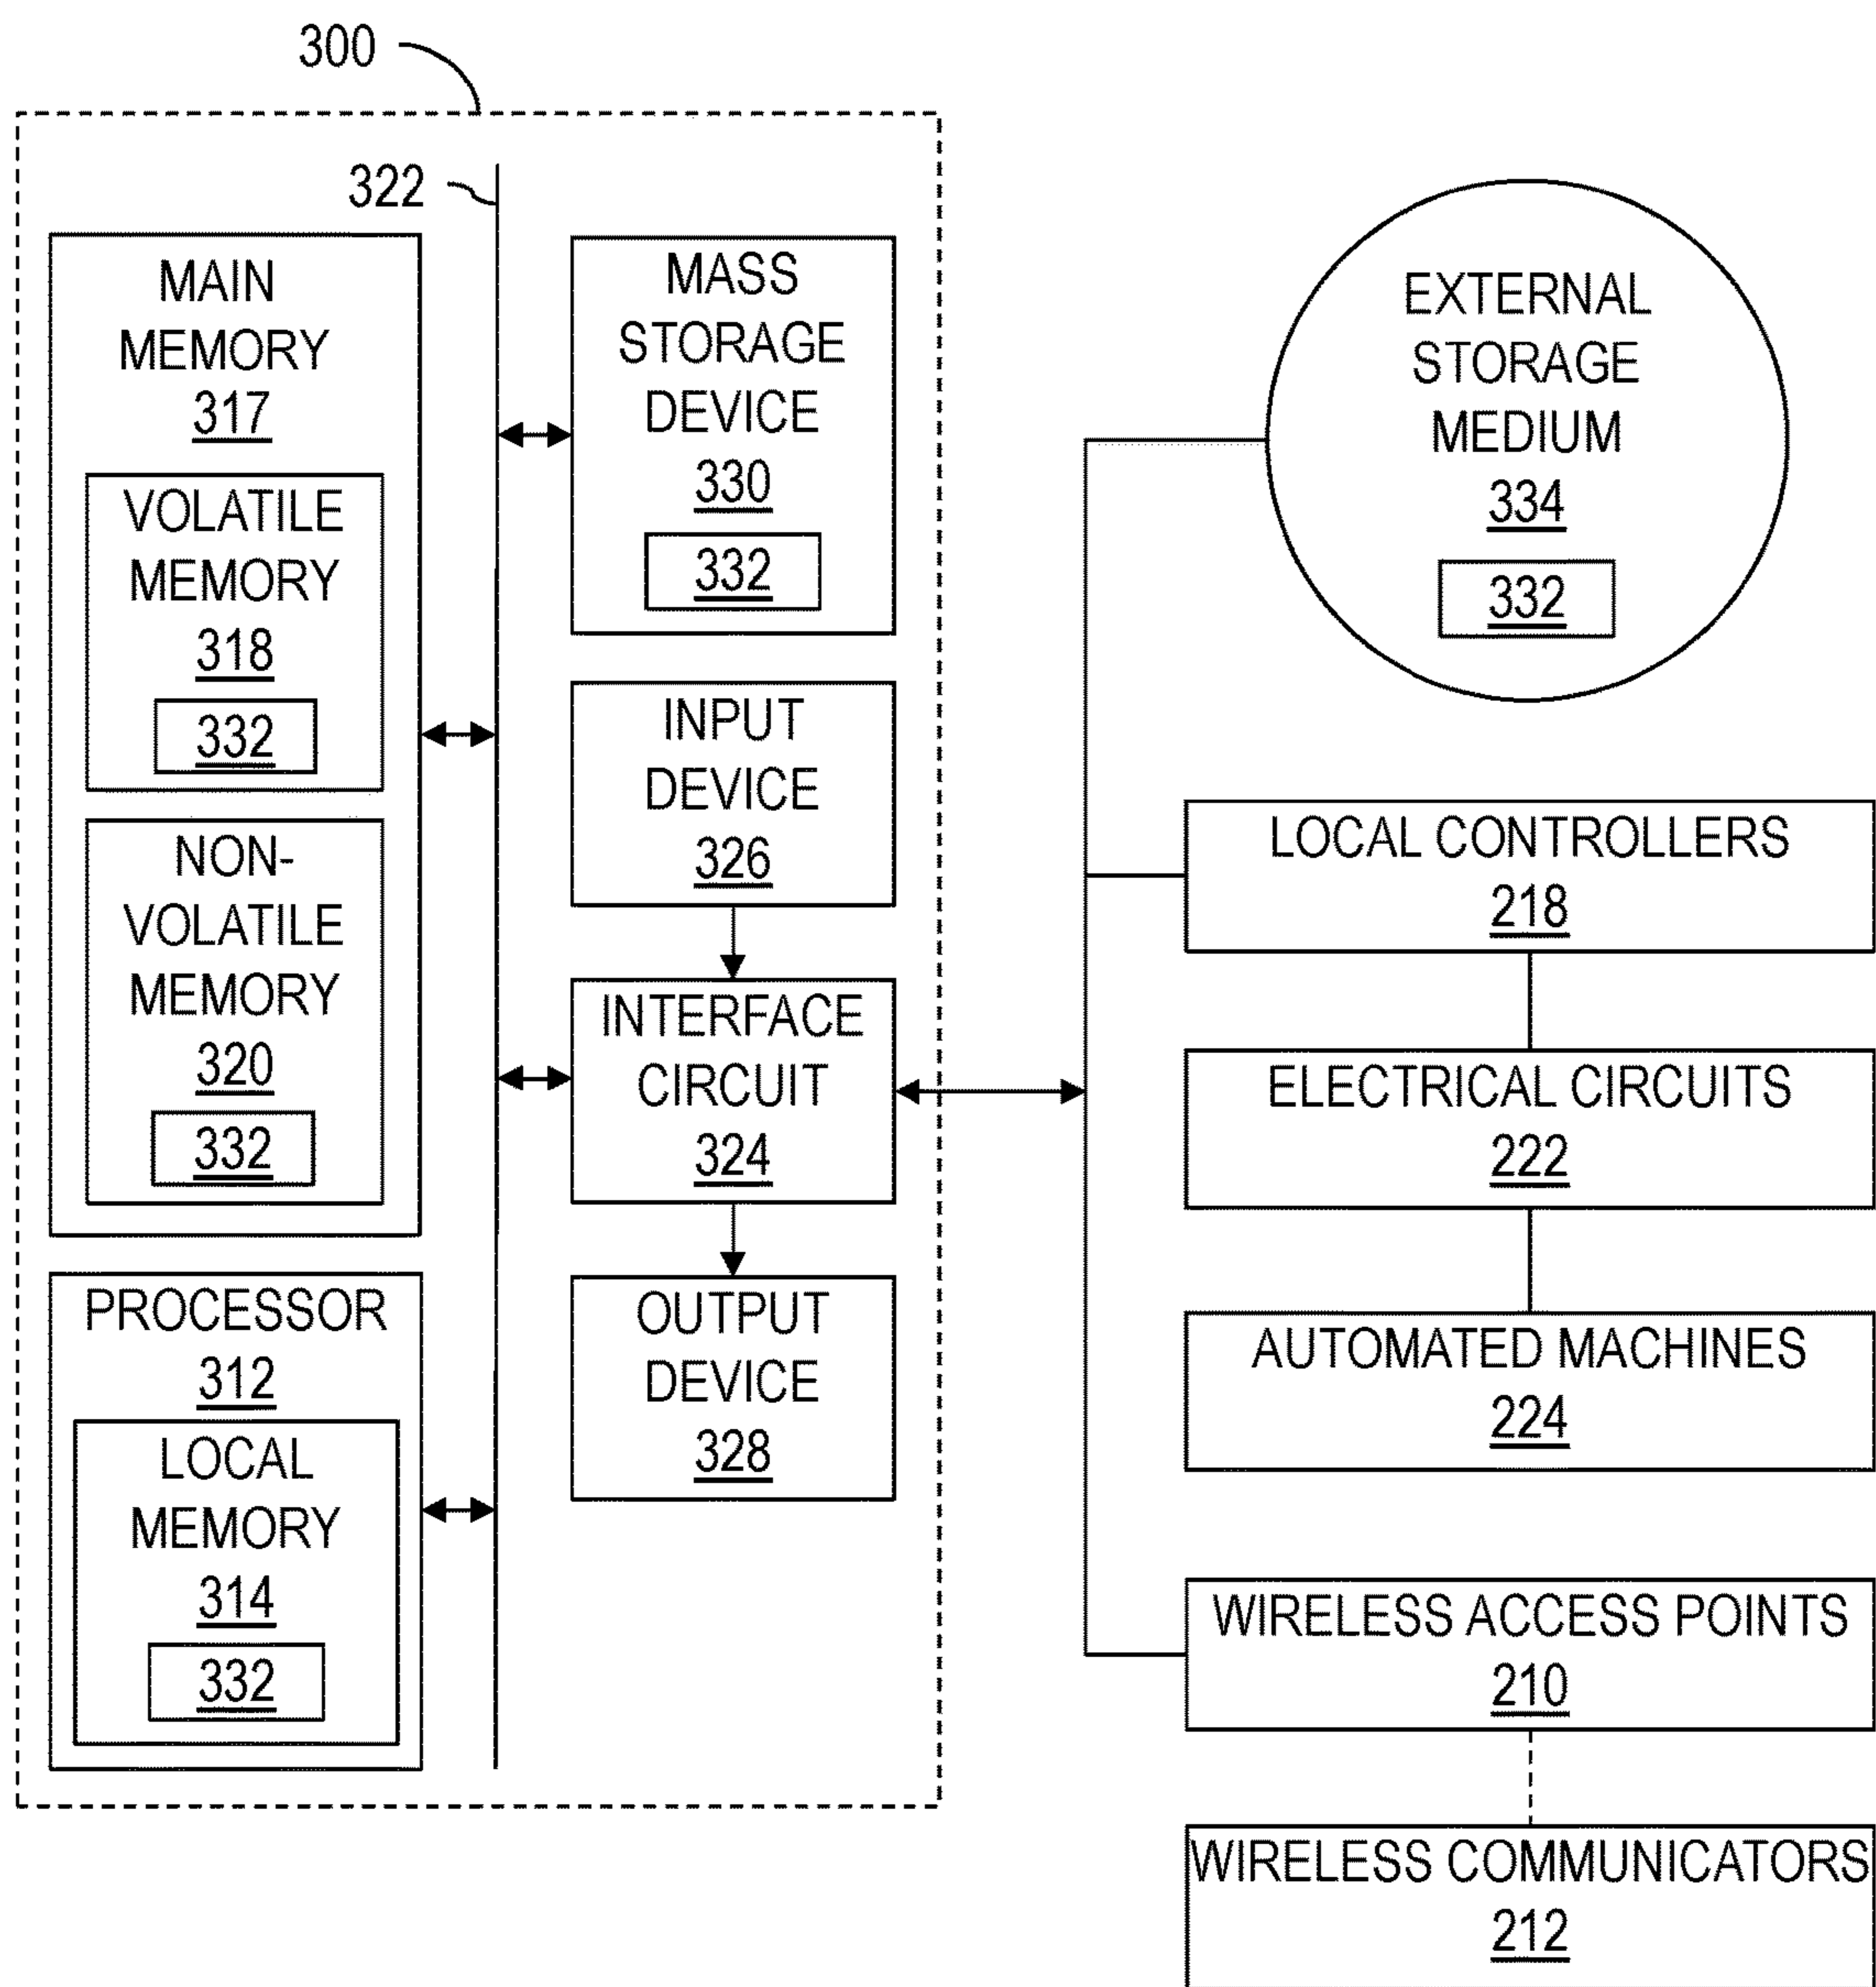 300
322
MAIN
MEMORY
317
VOLATILE
MEMORY
318
332
NON-
VOLATILE
MEMORY
320
332
PROCESSOR
312
LOCAL
MEMORY
314
332
MASS
STORAGE
DEVICE
330
332
INPUT
DEVICE
326
INTERFACE
CIRCUIT
324
OUTPUT
DEVICE
328
EXTERNAL
STORAGE
MEDIUM
334
332
LOCAL CONTROLLERS
218
ELECTRICAL CIRCUITS
222
AUTOMATED MACHINES
224
WIRELESS ACCESS POINTS
210
WIRELESS COMMUNICATORS
212